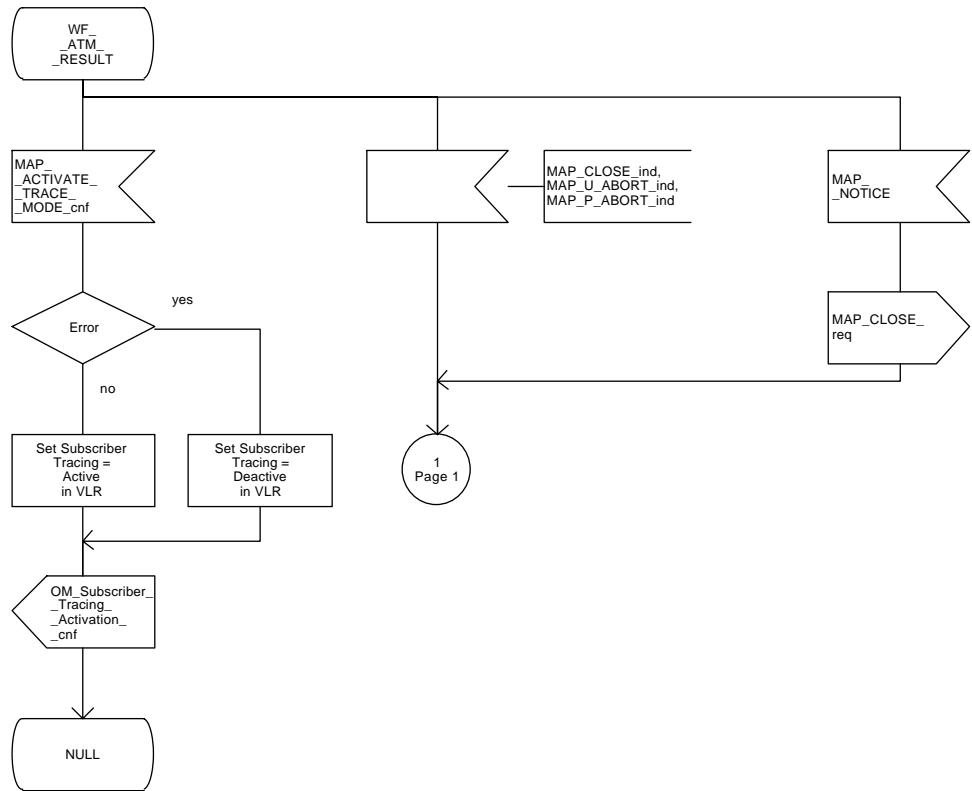 WF_
_ATM_
_RESULT
MAP_
_ACTIVATE_
_TRACE_
_MODE_cnf
MAP_CLOSE_ind,
MAP_U_ABORT_ind,
MAP_P_ABORT_ind
MAP_
_NOTICE
Error
yes
no
MAP_CLOSE_
req
Set Subscriber
Tracing =
Active
in VLR
Set Subscriber
Tracing =
Deactive
in VLR
1
Page 1
OM_Subscriber_
_Tracing_
_Activation_
_cnf
NULL